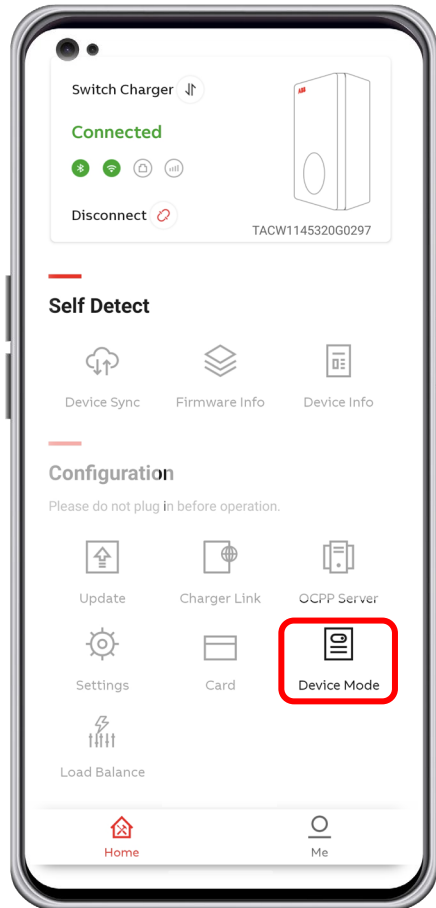 Switch Charger
ABB
Connected
Disconnect
TACW1145320G0297
Self Detect
Device Sync
Firmware Info
Device Info
Configuration
Please do not plug in before operation.
Update
Charger Link
OCPP Server
Settings
Card
Device Mode
Load Balance
Home
Me